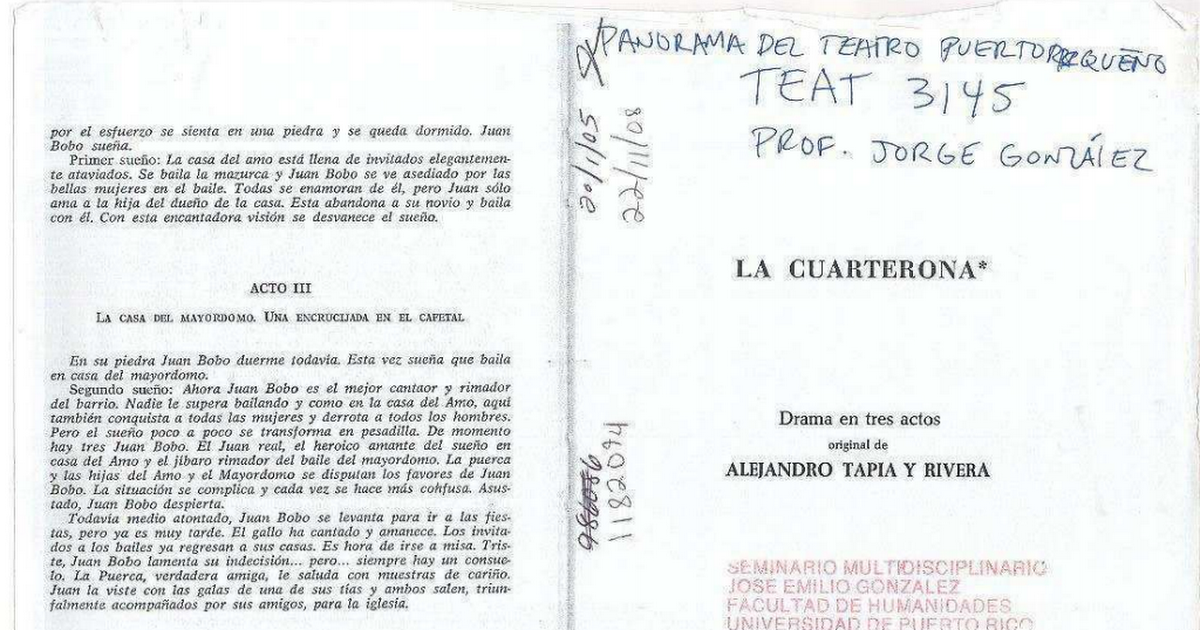 por el esfuerzo se sienta en una piedra y se queda dormido. Juan
Bobo sueña.
Primer sueño: La casa del amo está llena de invitados elegantemen-
te ataviados. Se baila la mazurca y Juan Bobo se ve asediado por las
bellas mujeres en el baile. Todas se enamoran de él, pero Juan sólo
ama a la hija del dueño de la casa. Esta abandona a su novio y baila
con él. Con esta encantadora visión se desvanece el sueño.
ACTO III
LA CASA DEL MAYORDOMO. UNA ENCRUCIJADA EN EL CAFETAL
En su piedra Juan Bobo duerme todavía. Esta vez sueña que baila
en casa del mayordomo.
Segundo sueño: Ahora Juan Bobo es el mejor cantaor y rimador
del barrio. Nadie le supera bailando y como en la casa del Amo, aquí
también conquista a todas las mujeres y derrota a todos los hombres.
Pero el sueño poco a poco se transforma en pesadilla. De momento
hay tres Juan Bobo. El Juan real, el heroico amante del sueño en
casa del Amo y el jíbaro rimador del baile del mayordomo. La puerca
y las hijas del Amo y el Mayordomo se disputan los favores de Juan
Bobo. La situación se complica y cada vez se hace más cohfusa. Asus-
tado, Juan Bobo despierta.
Todavía medio atontado, Juan Bobo se levanta para ir a las fies-
tas, pero ya es muy tarde. El gallo ha cantado y amanece. Los invita-
dos a los bailes ya regresan a sus casas. Es hora de irse a misa. Tris-
te, Juan Bobo lamenta su indecisión... pero... siempre hay un consue-
lo. La Puerca, verdadera amiga, le saluda con muestras de cariño.
Juan la viste con las galas de una de sus tías y ambos salen, triun-
falmente acompañados por sus amigos, para la iglesia.
20/1/05
22/11/08
1182094
PANORAMA DEL TEATRO PUERTORRIQUEÑO
TEAT 3145
PROF. JORGE GONZÁLEZ
LA CUARTERONA*
Drama en tres actos
original de
ALEJANDRO TAPIA Y RIVERA
SEMINARIO MULTIDISCIPLINARIO
JOSE EMILIO GONZALEZ
FACULTAD DE HUMANIDADES
UNIVERSIDAD DE PUERTO RICO